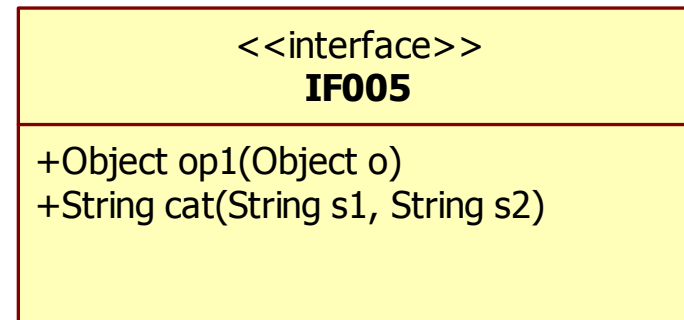 <<interface>>
IF005
+Object op1(Object o)
+String cat(String s1, String s2)